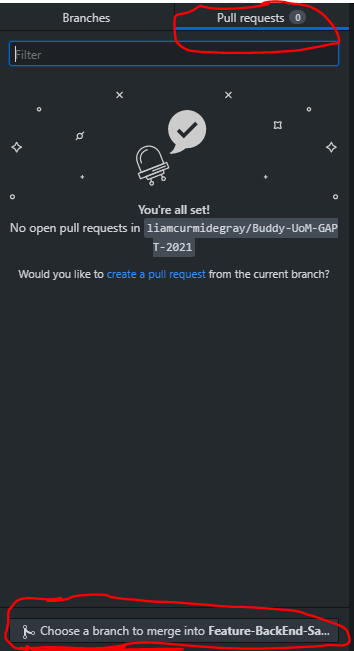 Branches
Pull requests 0
Filter
You're all set!
No open pull requests in liamcurmidegray/Buddy-UoM-GAP
T-2021
Would you like to create a pull request from the current branch?
Choose a branch to merge into Feature-BackEnd-Sa...